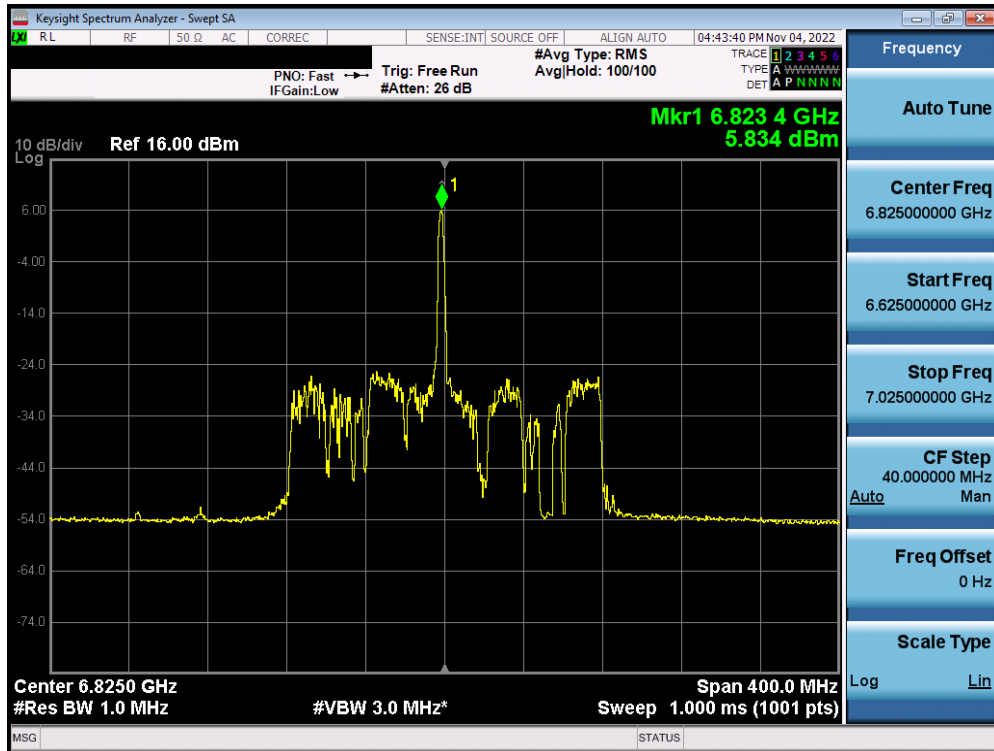 Keysight Spectrum Analyzer - Swept SA
LXI RL RF 50 Ω AC CORREC SENSE:INT SOURCE OFF ALIGN AUTO 04:43:40 PM Nov 04, 2022
PNO: Fast IFGain:Low
Trig: Free Run #Atten: 26 dB
#Avg Type: RMS Avg|Hold: 100/100
TRACE 1 2 3 4 5 6
TYPE A WWWWW
DET A P N N N N
Mkr1 6.823 4 GHz
5.834 dBm
10 dB/div Ref 16.00 dBm
Log
1
6.00
-4.00
-14.0
-24.0
-34.0
-44.0
-54.0
-64.0
-74.0
Center 6.8250 GHz Span 400.0 MHz
#Res BW 1.0 MHz #VBW 3.0 MHz* Sweep 1.000 ms (1001 pts)
MSG STATUS
Frequency
Auto Tune
Center Freq
6.825000000 GHz
Start Freq
6.625000000 GHz
Stop Freq
7.025000000 GHz
CF Step
40.000000 MHz
Auto Man
Freq Offset
0 Hz
Scale Type
Log Lin